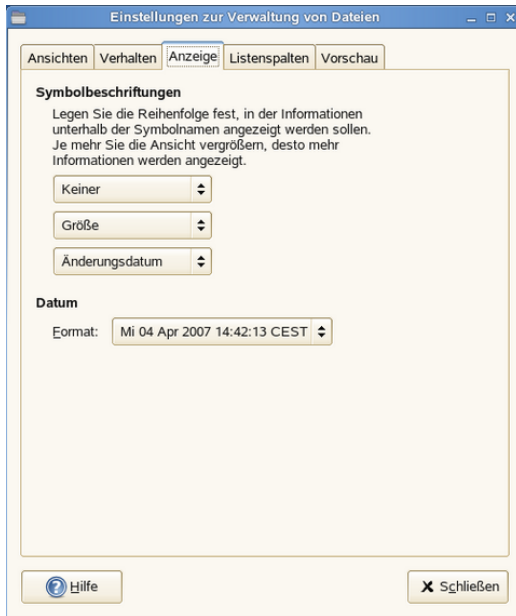 Einstellungen zur Verwaltung von Dateien
Ansichten Verhalten Anzeige Listenspalten Vorschau
Symbolbeschriftungen
Legen Sie die Reihenfolge fest, in der Informationen
unterhalb der Symbolnamen angezeigt werden sollen.
Je mehr Sie die Ansicht vergrößern, desto mehr
Informationen werden angezeigt.
Keiner
Größe
Änderungsdatum
Datum
Format: Mi 04 Apr 2007 14:42:13 CEST
Hilfe Schließen